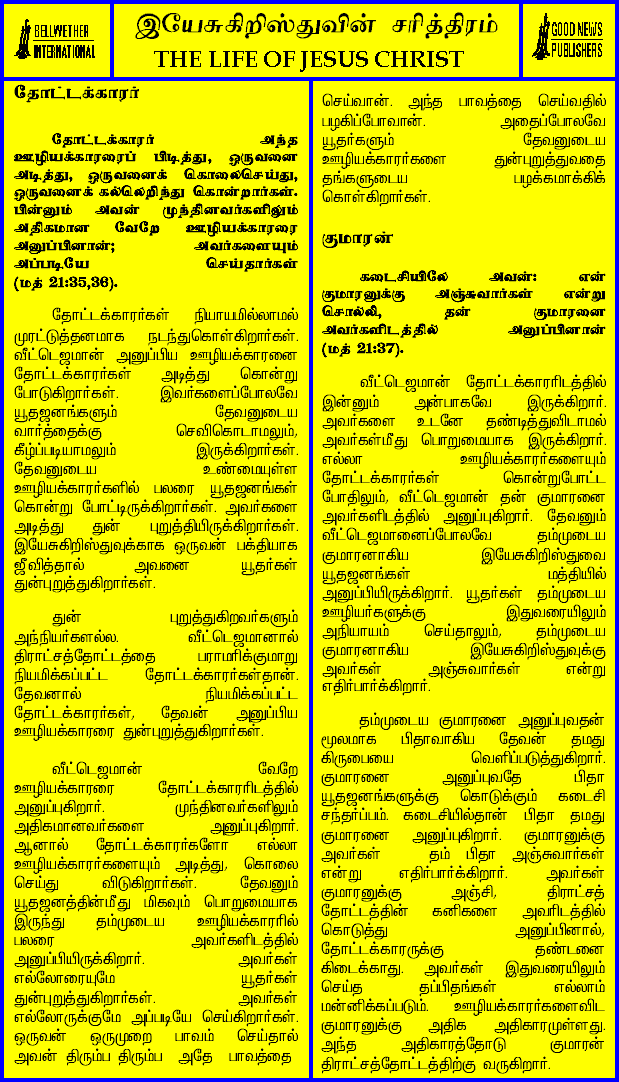 BELLWETHER
INTERNATIONAL
இயேசுகிறிஸ்துவின் சரித்திரம்
THE LIFE OF JESUS CHRIST
GOOD NEWS
PUBLISHERS
தோட்டக்காரர்
தோட்டக்காரர் அந்த
ஊழியக்காரரைப் பிடித்து, ஒருவனை
அடித்து, ஒருவனைக் கொலைசெய்து,
ஒருவனைக் கல்லெறிந்து கொன்றார்கள்.
பின்னும் அவன் முந்தினவர்களிலும்
அதிகமான வேறே ஊழியக்காரரை
அனுப்பினான்; அவர்களையும்
அப்படியே செய்தார்கள்
(மத் 21:35,36).
தோட்டக்காரர்கள் நியாயமில்லாமல்
முரட்டுத்தனமாக நடந்துகொள்கிறார்கள்.
வீட்டெஜமான் அனுப்பிய ஊழியக்காரனை
தோட்டக்காரர்கள் அடித்து கொன்று
போடுகிறார்கள். இவர்களைப்போலவே
யூதஜனங்களும் தேவனுடைய
வார்த்தைக்கு செவிகொடாமலும்,
கீழ்ப்படியாமலும் இருக்கிறார்கள்.
தேவனுடைய உண்மையுள்ள
ஊழியக்காரர்களில் பலரை யூதஜனங்கள்
கொன்று போட்டிருக்கிறார்கள். அவர்களை
அடித்து துன் புறுத்தியிருக்கிறார்கள்.
இயேசுகிறிஸ்துவுக்காக ஒருவன் பக்தியாக
ஜீவித்தால் அவனை யூதர்கள்
துன்புறுத்துகிறார்கள்.
துன் புறுத்துகிறவர்களும்
அந்நியர்களல்ல. வீட்டெஜமானால்
திராட்சத்தோட்டத்தை பராமரிக்குமாறு
நியமிக்கப்பட்ட தோட்டக்காரர்கள்தான்.
தேவனால் நியமிக்கப்பட்ட
தோட்டக்காரர்கள், தேவன் அனுப்பிய
ஊழியக்காரரை துன்புறுத்துகிறார்கள்.
வீட்டெஜமான் வேறே
ஊழியக்காரரை தோட்டக்காரரிடத்தில்
அனுப்புகிறார். முந்தினவர்களிலும்
அதிகமானவர்களை அனுப்புகிறார்.
ஆனால் தோட்டக்காரர்களோ எல்லா
ஊழியக்காரர்களையும் அடித்து, கொலை
செய்து விடுகிறார்கள். தேவனும்
யூதஜனத்தின்மீது மிகவும் பொறுமையாக
இருந்து தம்முடைய ஊழியக்காரரில்
பலரை அவர்களிடத்தில்
அனுப்பியிருக்கிறார். அவர்கள்
எல்லோரையுமே யூதர்கள்
துன்புறுத்துகிறார்கள். அவர்கள்
எல்லோருக்குமே அப்படியே செய்கிறார்கள்.
ஒருவன் ஒருமுறை பாவம் செய்தால்
அவன் திரும்ப திரும்ப அதே பாவத்தை
செய்வான். அந்த பாவத்தை செய்வதில்
பழகிப்போவான். அதைப்போலவே
யூதர்களும் தேவனுடைய
ஊழியக்காரர்களை துன்புறுத்துவதை
தங்களுடைய பழக்கமாக்கிக்
கொள்கிறார்கள்.
குமாரன்
கடைசியிலே அவன்: என்
குமாரனுக்கு அஞ்சுவார்கள் என்று
சொல்லி, தன் குமாரனை
அவர்களிடத்தில் அனுப்பினான்
(மத் 21:37).
வீட்டெஜமான் தோட்டக்காரரிடத்தில்
இன்னும் அன்பாகவே இருக்கிறார்.
அவர்களை உடனே தண்டித்துவிடாமல்
அவர்கள்மீது பொறுமையாக இருக்கிறார்.
எல்லா ஊழியக்காரர்களையும்
தோட்டக்காரர்கள் கொன்றுபோட்ட
போதிலும், வீட்டெஜமான் தன் குமாரனை
அவர்களிடத்தில் அனுப்புகிறார். தேவனும்
வீட்டெஜமானைப்போலவே தம்முடைய
குமாரனாகிய இயேசுகிறிஸ்துவை
யூதஜனங்கள் மத்தியில்
அனுப்பியிருக்கிறார். யூதர்கள் தம்முடைய
ஊழியர்களுக்கு இதுவரையிலும்
அநியாயம் செய்தாலும், தம்முடைய
குமாரனாகிய இயேசுகிறிஸ்துவுக்கு
அவர்கள் அஞ்சுவார்கள் என்று
எதிர்பார்க்கிறார்.
தம்முடைய குமாரனை அனுப்புவதன்
மூலமாக பிதாவாகிய தேவன் தமது
கிருபையை வெளிப்படுத்துகிறார்.
குமாரனை அனுப்புவதே பிதா
யூதஜனங்களுக்கு கொடுக்கும் கடைசி
சந்தர்ப்பம். கடைசியில்தான் பிதா தமது
குமாரனை அனுப்புகிறார். குமாரனுக்கு
அவர்கள் தம் பிதா அஞ்சுவார்கள்
என்று எதிர்பார்க்கிறார். அவர்கள்
குமாரனுக்கு அஞ்சி, திராட்சத்
தோட்டத்தின் கனிகளை அவரிடத்தில்
கொடுத்து அனுப்பினால்,
தோட்டக்காரருக்கு தண்டனை
கிடைக்காது. அவர்கள் இதுவரையிலும்
செய்த தப்பிதங்கள் எல்லாம்
மன்னிக்கப்படும். ஊழியக்காரர்களைவிட
குமாரனுக்கு அதிக அதிகாரமுள்ளது.
அந்த அதிகாரத்தோடு குமாரன்
திராட்சத்தோட்டத்திற்கு வருகிறார்.